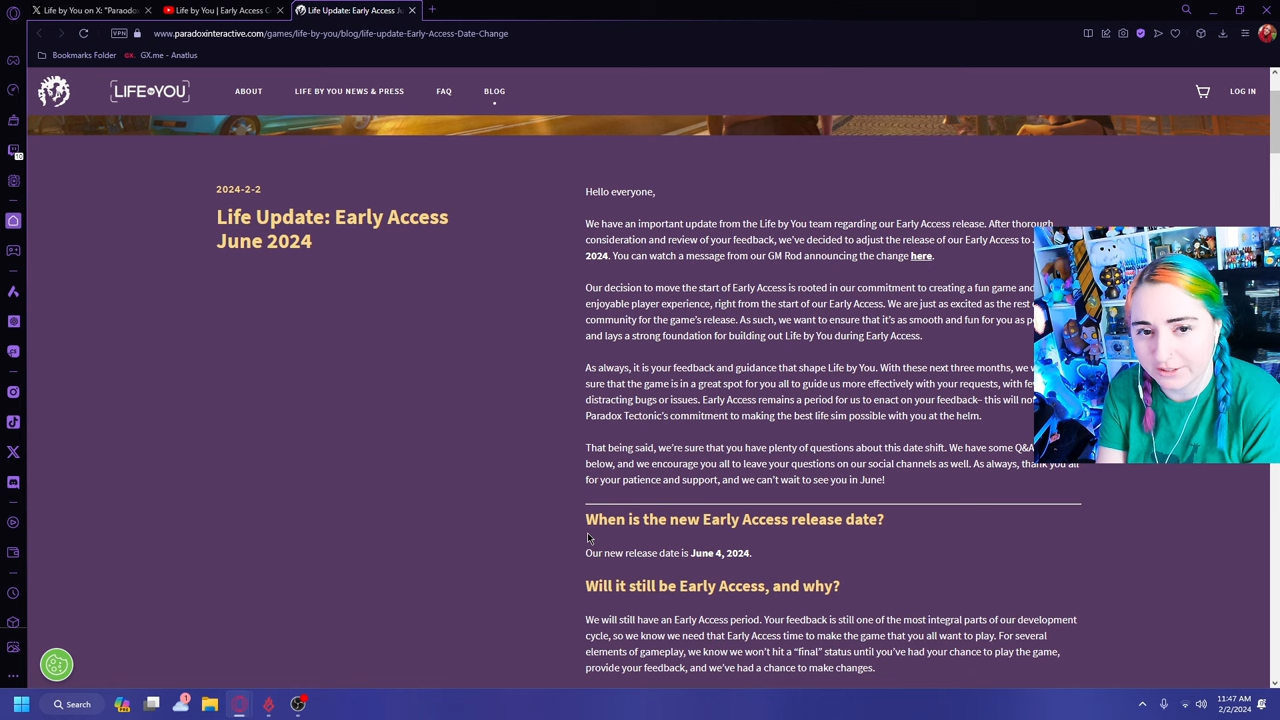 Life by You on X: "Paradox
Life by You | Early Access C
Life Update: Early Access Ju
VPN
www.paradoxinteractive.com/games/life-by-you/blog/life-update-Early-Access-Date-Change
Bookmarks Folder
GX.me - Anatlus
LIFE BY YOU
ABOUT
LIFE BY YOU NEWS & PRESS
FAQ
BLOG
LOG IN
10
2024-2-2
Life Update: Early Access
June 2024
Hello everyone,
We have an important update from the Life by You team regarding our Early Access release. After thorough
consideration and review of your feedback, we've decided to adjust the release of our Early Access to
2024. You can watch a message from our GM Rod announcing the change here.
Our decision to move the start of Early Access is rooted in our commitment to creating a fun game and
enjoyable player experience, right from the start of our Early Access. We are just as excited as the rest
community for the game's release. As such, we want to ensure that it's as smooth and fun for you as
and lays a strong foundation for building out Life by You during Early Access.
As always, it is your feedback and guidance that shape Life by You. With these next three months, we
sure that the game is in a great spot for you all to guide us more effectively with your requests, with
distracting bugs or issues. Early Access remains a period for us to enact on your feedback– this will not
Paradox Tectonic's commitment to making the best life sim possible with you at the helm.
That being said, we're sure that you have plenty of questions about this date shift. We have some Q&A
below, and we encourage you all to leave your questions on our social channels as well. As always, thank you all
for your patience and support, and we can't wait to see you in June!
When is the new Early Access release date?
Our new release date is June 4, 2024.
Will it still be Early Access, and why?
We will still have an Early Access period. Your feedback is still one of the most integral parts of our development
cycle, so we know we need that Early Access time to make the game that you all want to play. For several
elements of gameplay, we know we won't hit a "final" status until you've had your chance to play the game,
provide your feedback, and we've had a chance to make changes.
Search
1
11:47 AM
2/2/2024